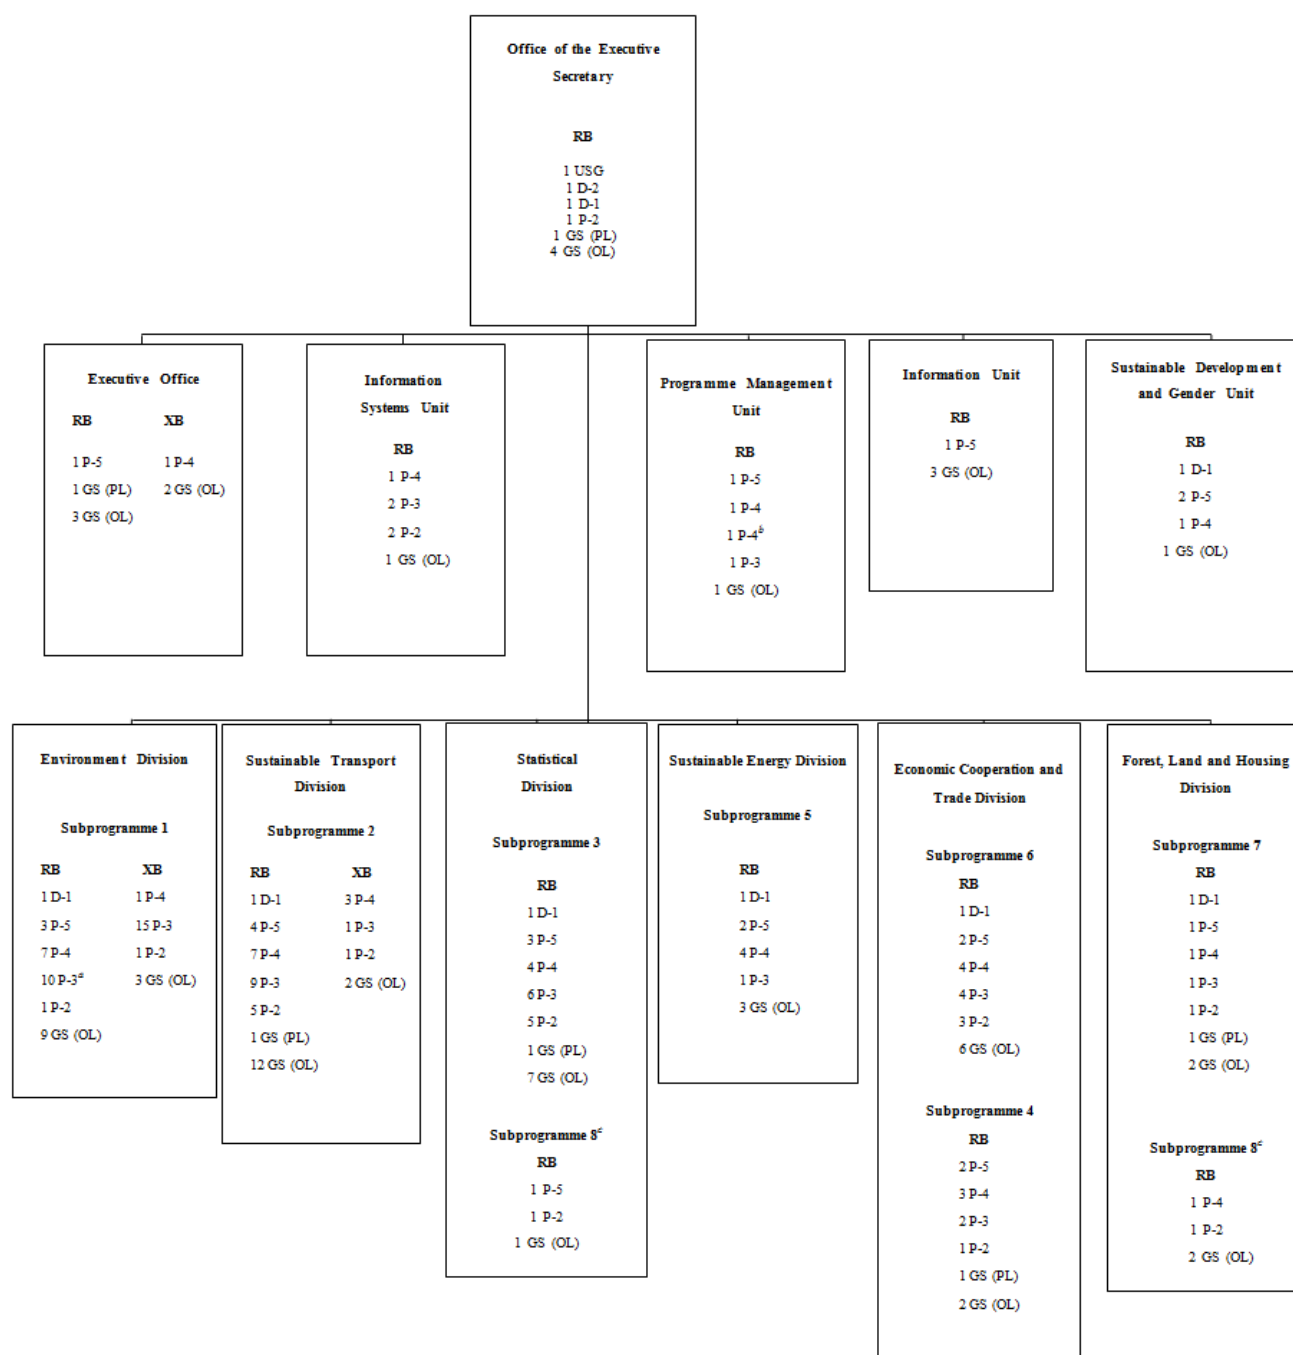 Office of the Executive
Secretary
RB
1 USG
1 D-2
1 D-1
1 P-2
1 GS (PL)
4 GS (OL)
Executive Office
RB XB
1 P-5 1 P-4
1 GS (PL) 2 GS (OL)
3 GS (OL)
Information
Systems Unit
RB
1 P-4
2 P-3
2 P-2
1 GS (OL)
Programme Management
Unit
RB
1 P-5
1 P-4
1 P-4b
1 P-3
1 GS (OL)
Information Unit
RB
1 P-5
3 GS (OL)
Sustainable Development
and Gender Unit
RB
1 D-1
2 P-5
1 P-4
1 GS (OL)
Environment Division
Subprogramme 1
RB XB
1 D-1 1 P-4
3 P-5 15 P-3
7 P-4 1 P-2
10 P-3a 3 GS (OL)
1 P-2
9 GS (OL)
Sustainable Transport
Division
Subprogramme 2
RB XB
1 D-1 3 P-4
4 P-5 1 P-3
7 P-4 1 P-2
9 P-3 2 GS (OL)
5 P-2
1 GS (PL)
12 GS (OL)
Statistical
Division
Subprogramme 3
RB
1 D-1
3 P-5
4 P-4
6 P-3
5 P-2
1 GS (PL)
7 GS (OL)
Subprogramme 8c
RB
1 P-5
1 P-2
1 GS (OL)
Sustainable Energy Division
Subprogramme 5
RB
1 D-1
2 P-5
4 P-4
1 P-3
3 GS (OL)
Economic Cooperation and
Trade Division
Subprogramme 6
RB
1 D-1
2 P-5
4 P-4
4 P-3
3 P-2
6 GS (OL)
Subprogramme 4
RB
2 P-5
3 P-4
2 P-3
1 P-2
1 GS (PL)
2 GS (OL)
Forest, Land and Housing
Division
Subprogramme 7
RB
1 D-1
1 P-5
1 P-4
1 P-3
1 P-2
1 GS (PL)
2 GS (OL)
Subprogramme 8c
RB
1 P-4
1 P-2
2 GS (OL)